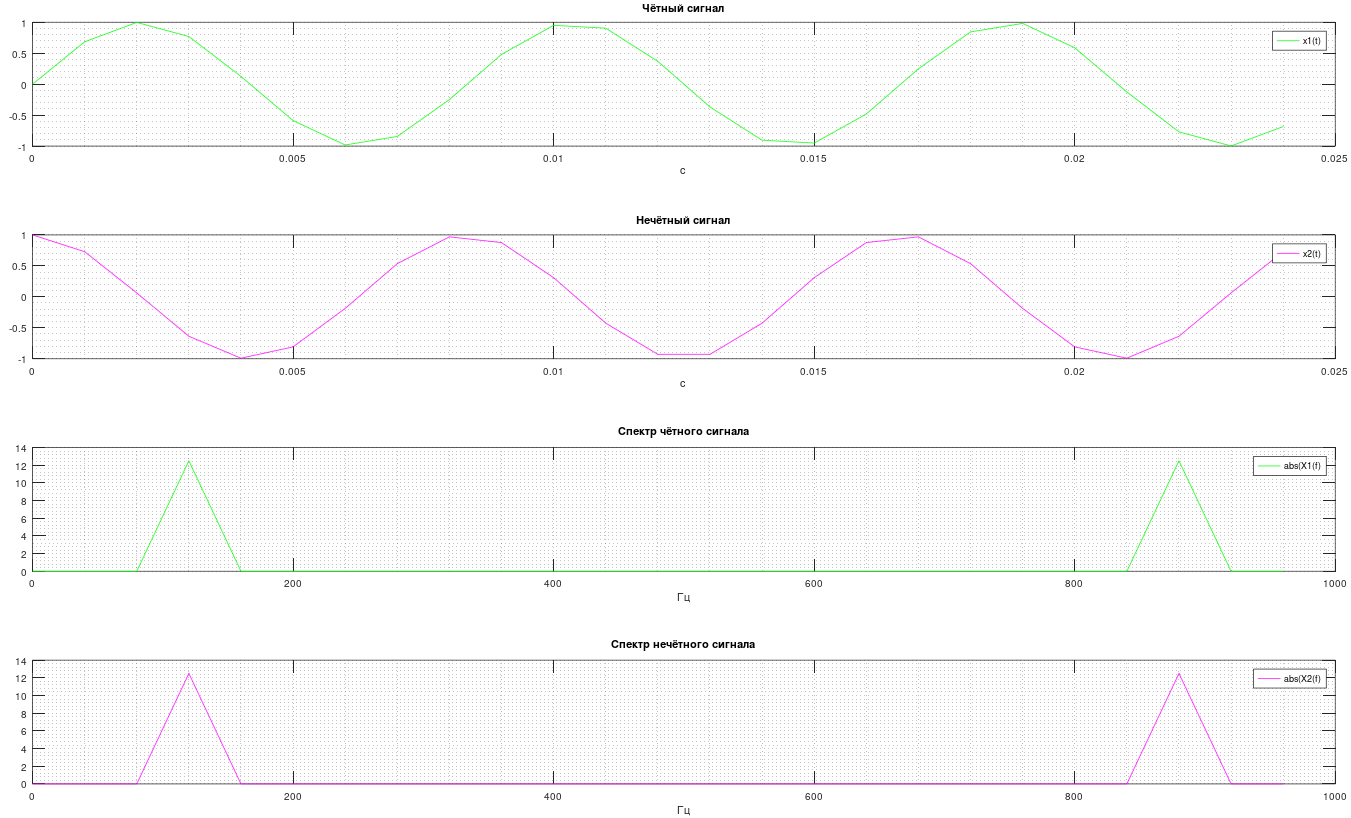 Чётный сигнал
1
0.5
0
-0.5
-1
x1(t)
0 0.005 0.01 0.015 0.02 0.025
с
Нечётный сигнал
1
0.5
0
-0.5
-1
x2(t)
0 0.005 0.01 0.015 0.02 0.025
с
Спектр чётного сигнала
14
12
10
8
6
4
2
0
abs(X1(f)
0 200 400 600 800 1000
Гц
Спектр нечётного сигнала
14
12
10
8
6
4
2
0
abs(X2(f)
0 200 400 600 800 1000
Гц